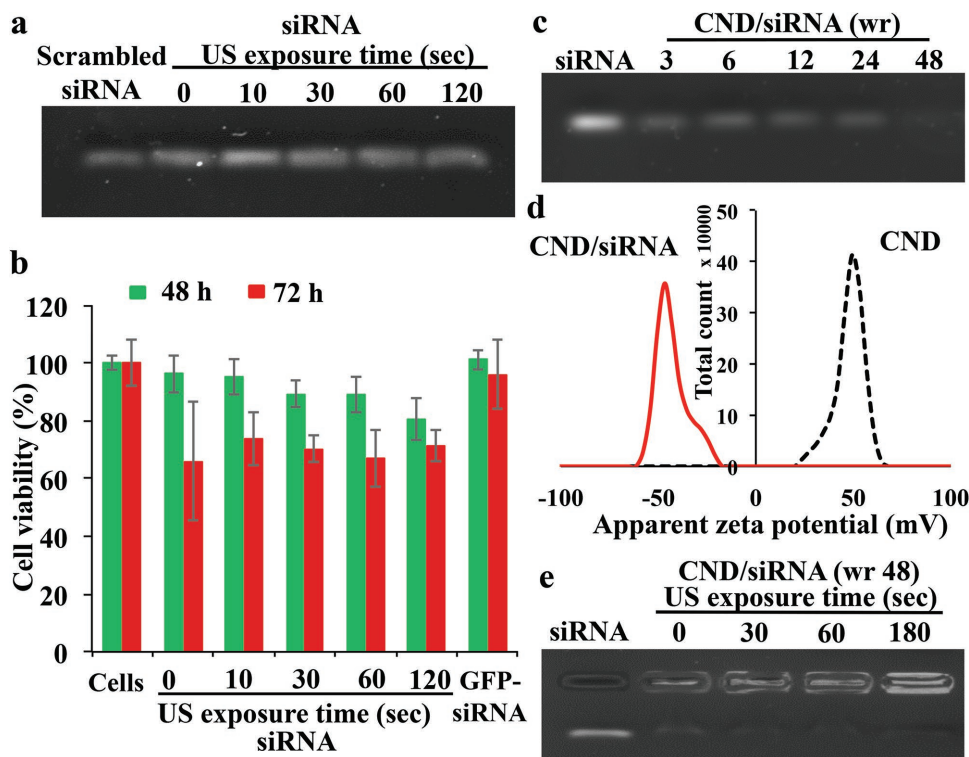 a
siRNA
Scrambled US exposure time (sec)
siRNA 0 10 30 60 120
b
48 h 72 h
Cell viability (%)
120
100
80
60
40
20
0
Cells 0 10 30 60 120 GFP-
US exposure time (sec) siRNA
siRNA
c
CND/siRNA (wr)
siRNA 3 6 12 24 48
d
CND/siRNA
CND
Total count x 10000
50
40
30
20
10
0
-100 -50 0 50 100
Apparent zeta potential (mV)
e
CND/siRNA (wr 48)
US exposure time (sec)
siRNA 0 30 60 180